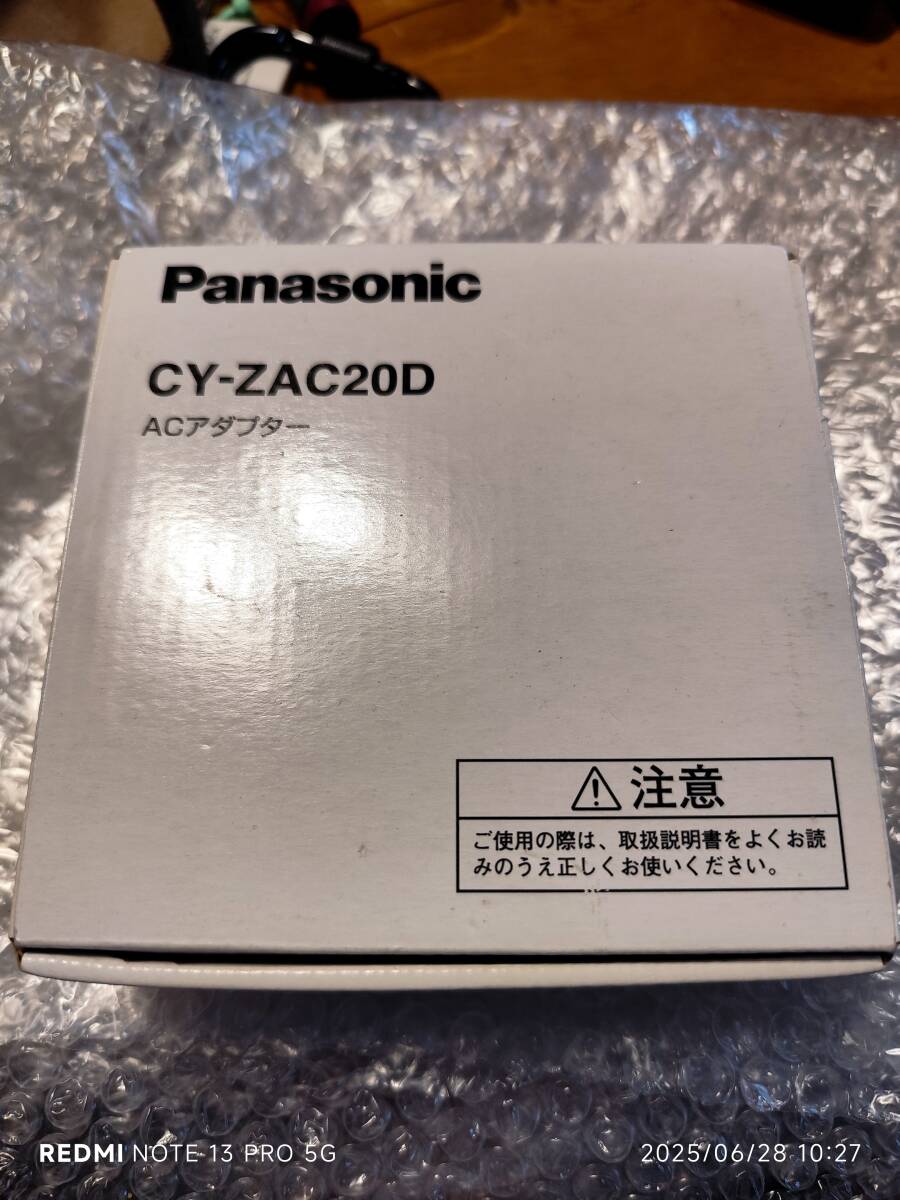 Panasonic
CY-ZAC20D
ACアダプター
⚠注意
ご使用の際は、取扱説明書をよくお読
みのうえ正しくお使いください。
REDMI NOTE 13 PRO 5G
2025/06/28 10:27